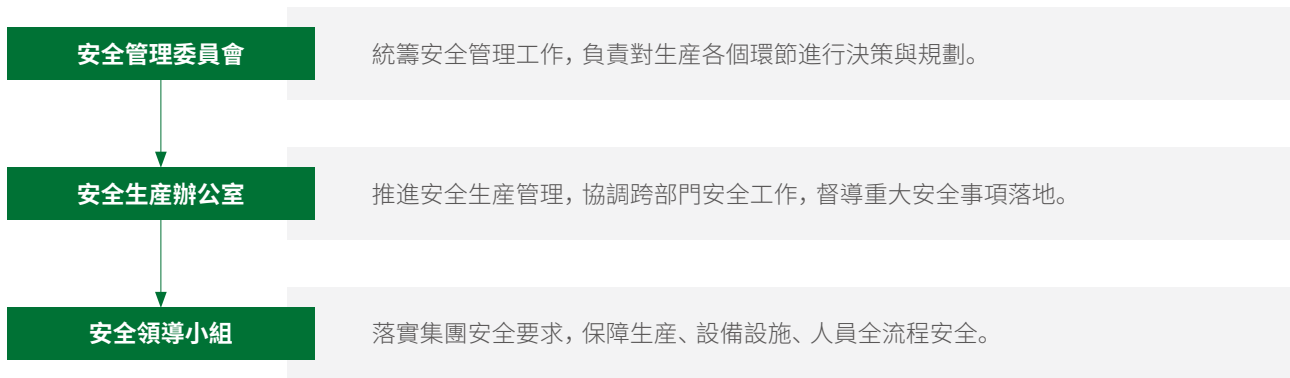 安全管理委員會
統籌安全管理工作，負責對生産各個環節進行決策與規劃。
安全生産辦公室
推進安全生産管理，協調跨部門安全工作，督導重大安全事項落地。
安全領導小組
落實集團安全要求，保障生産、設備設施、人員全流程安全。